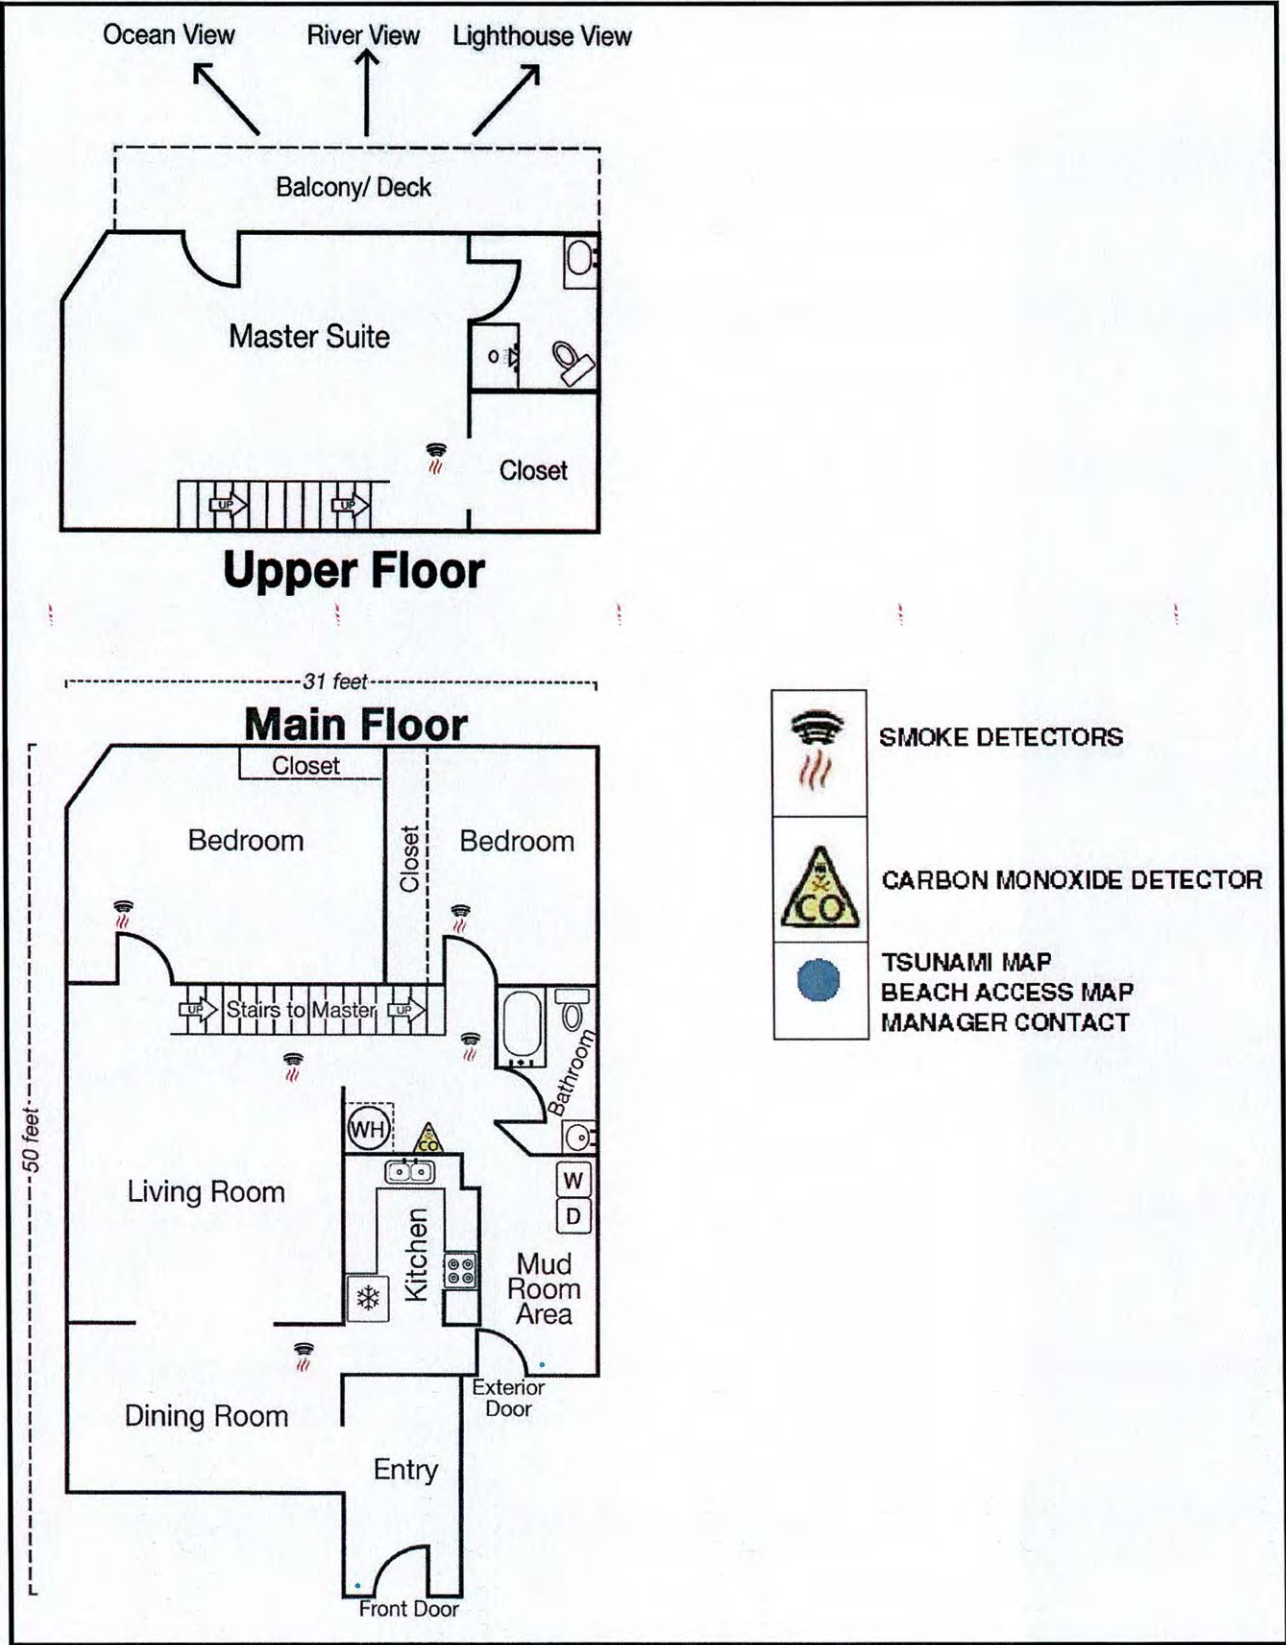 Ocean View
River View
Lighthouse View
Balcony/ Deck
Master Suite
Closet
UP
UP
Upper Floor
31 feet
Main Floor
Closet
Bedroom
Closet
Bedroom
UP
Stairs to Master
UP
Bathroom
WH
CO
50 feet
Living Room
Kitchen
W
D
Mud
Room
Area
Exterior
Door
Dining Room
Entry
Front Door
SMOKE DETECTORS
CO
CARBON MONOXIDE DETECTOR
TSUNAMI MAP
BEACH ACCESS MAP
MANAGER CONTACT